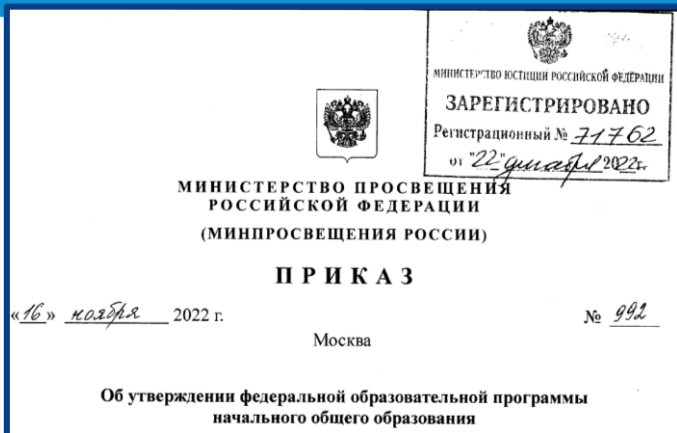 МИНИСТЕРСТВО ЮСТИЦИИ РОССИЙСКОЙ ФЕДЕРАЦИИ
ЗАРЕГИСТРИРОВАНО
Регистрационный № 71762
от "22" декабря 2022г.
МИНИСТЕРСТВО ПРОСВЕЩЕНИЯ
РОССИЙСКОЙ ФЕДЕРАЦИИ
(МИНПРОСВЕЩЕНИЯ РОССИИ)
ПРИКАЗ
«16» ноября 2022 г.
№ 992
Москва
Об утверждении федеральной образовательной программы
начального общего образования